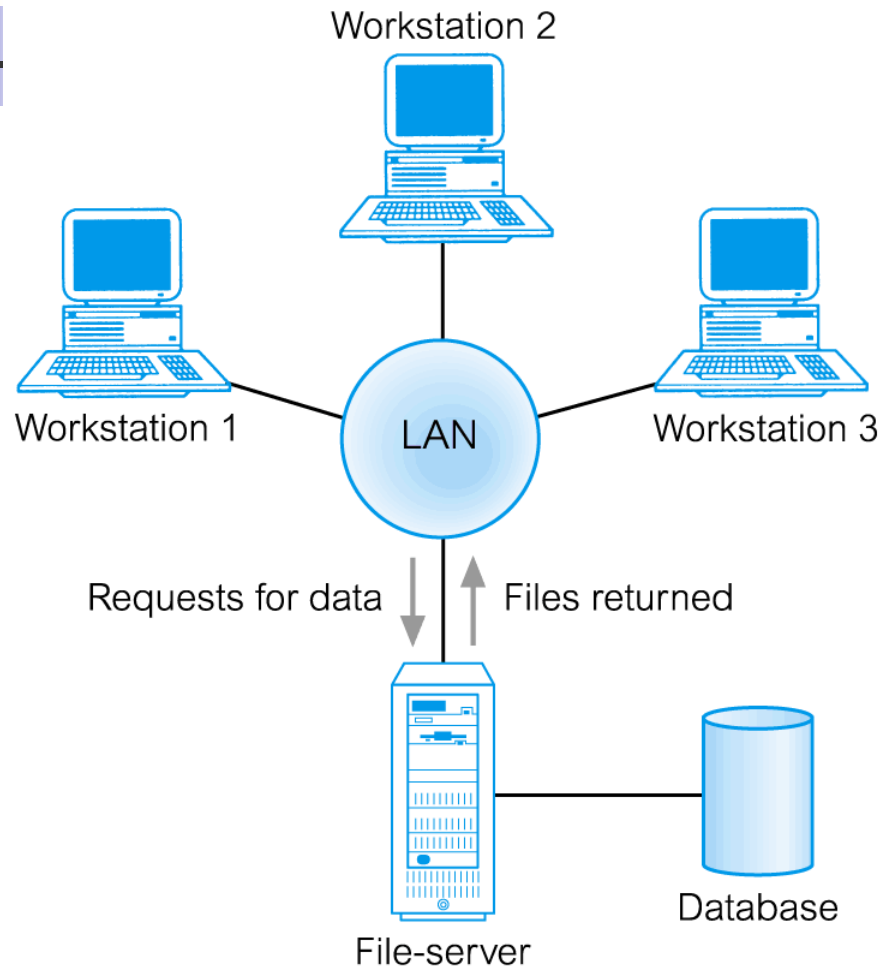 Workstation 2
Workstation 1
LAN
Workstation 3
Requests for data
Files returned
Database
File-server